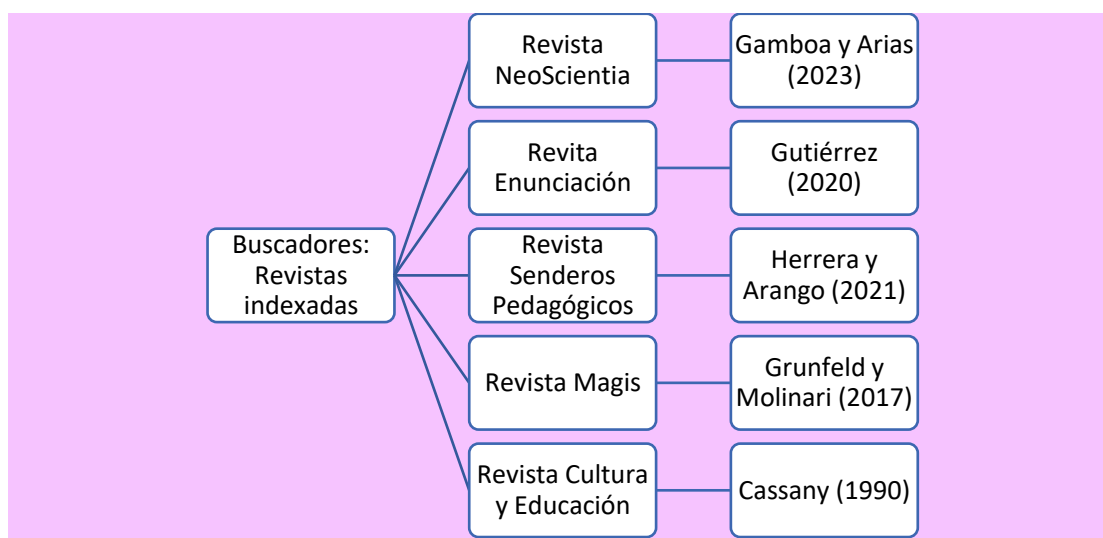 Revista
NeoScientia
Gamboa y Arias
(2023)
Revita
Enunciación
Gutiérrez
(2020)
Buscadores:
Revistas
indexadas
Revista
Senderos
Pedagógicos
Herrera y
Arango (2021)
Revista Magis
Grunfeld y
Molinari (2017)
Revista Cultura
y Educación
Cassany (1990)